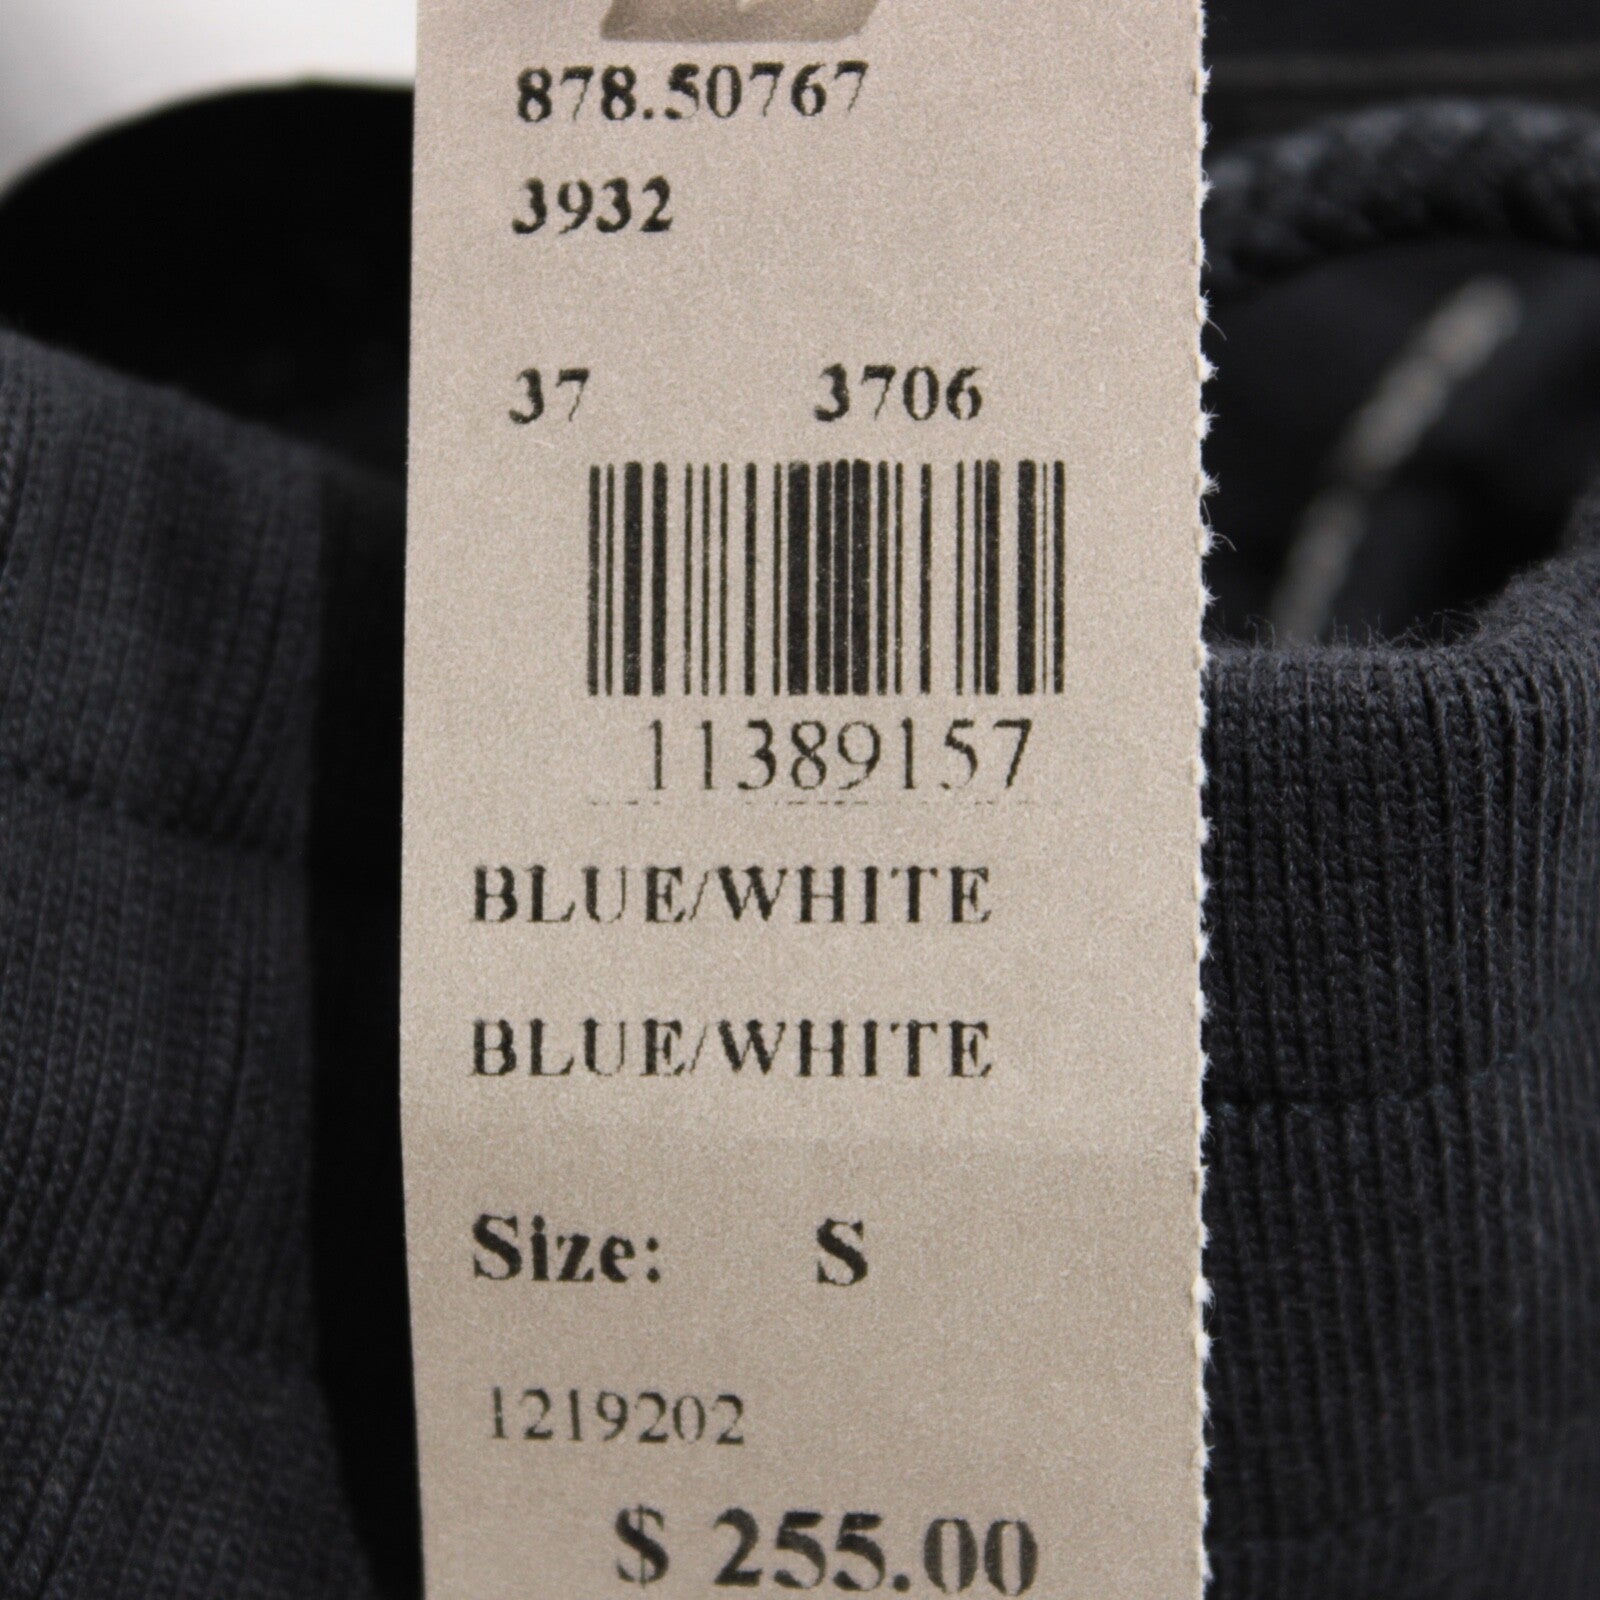 878.50767
3932
37 3706
11389157
BLUE/WHITE
BLUE/WHITE
Size: S
1219202
$ 255.00